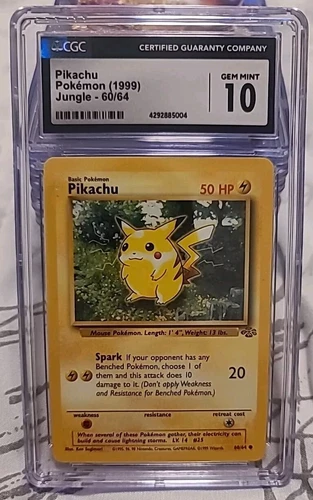 CGC
CERTIFIED GUARANTY COMPANY
Pikachu
Pokémon (1999)
Jungle - 60/64
GEM MINT
10
4292885004
Basic Pokémon
Pikachu
50 HP
Mouse Pokémon. Length: 1' 4", Weight: 13 lbs.
Spark If your opponent has any
Benched Pokémon, choose 1 of
them and this attack does 10
damage to it. (Don't apply Weakness
and Resistance for Benched Pokémon.)
20
weakness
resistance
retreat cost
When several of these Pokémon gather, their electricity can
build and cause lightning storms. LV. 14 #25
Illus. Ken Sugimori
60/64